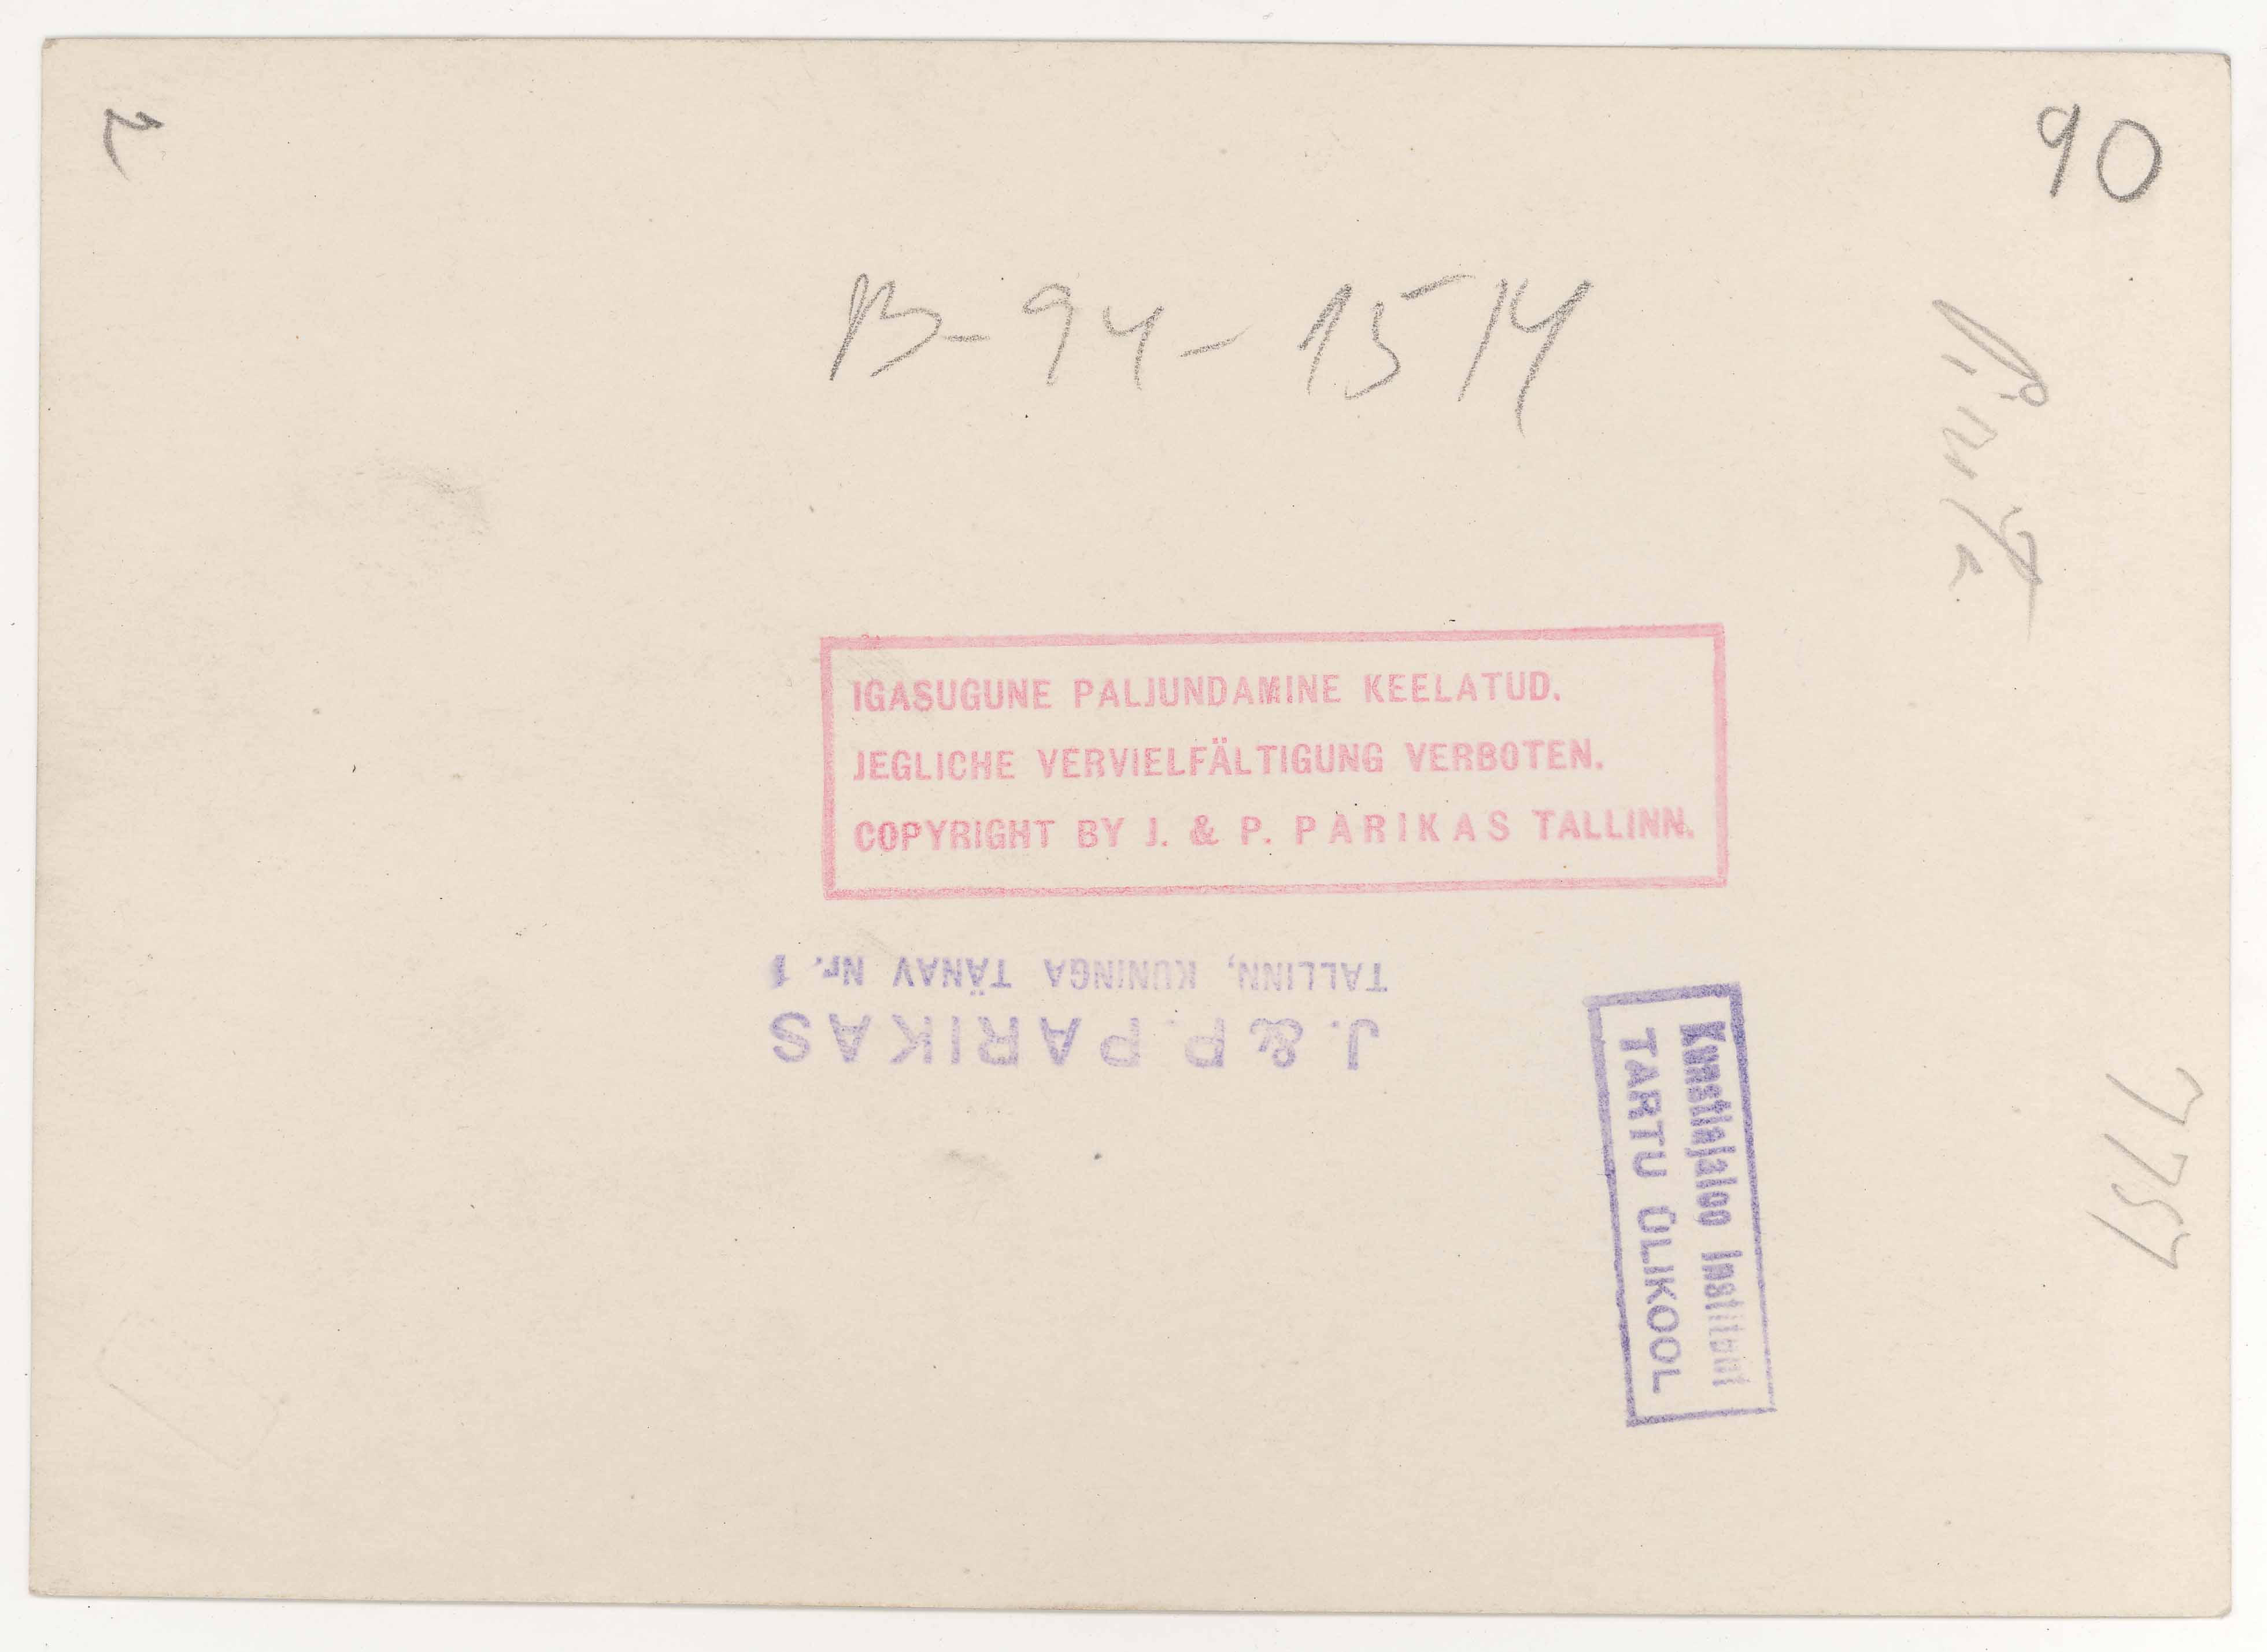 2
90
B-94-1514
IGASUGUNE PALJUNDAMINE KEELATUD.
JEGLICHE VERVIELFÄLTIGUNG VERBOTEN.
COPYRIGHT BY J. & P. PARIKAS TALLINN.
J. & P. PARIKAS
TALLINN, KUNINGA TÄNAV Nr. 1
Kunstiajaloo Instituut
TARTU ÜLIKOOL
7757